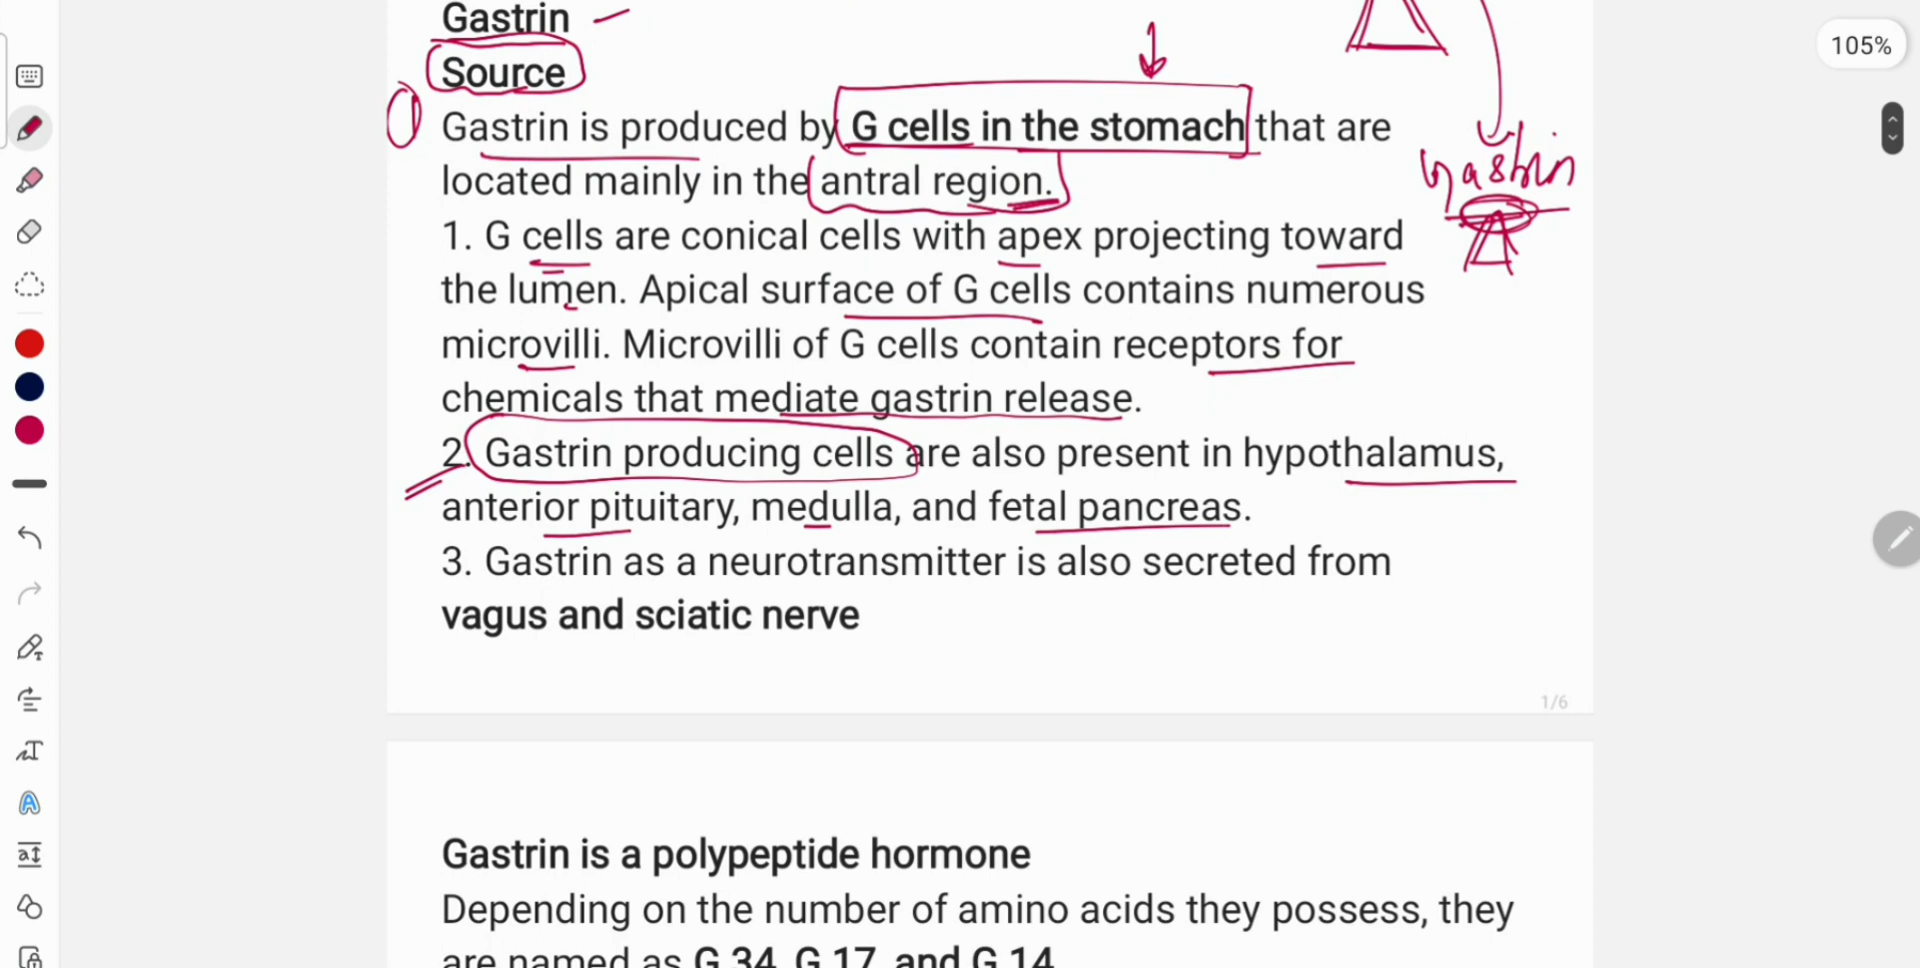 Gastrin
Source
105%
Gastrin is produced by G cells in the stomach that are
located mainly in the antral region.
Gastrin
1. G cells are conical cells with apex projecting toward
the lumen. Apical surface of G cells contains numerous
microvilli. Microvilli of G cells contain receptors for
chemicals that mediate gastrin release.
2. Gastrin producing cells are also present in hypothalamus,
anterior pituitary, medulla, and fetal pancreas.
3. Gastrin as a neurotransmitter is also secreted from
vagus and sciatic nerve
1/6
Gastrin is a polypeptide hormone
Depending on the number of amino acids they possess, they
are named as G 34, G 17, and G 14